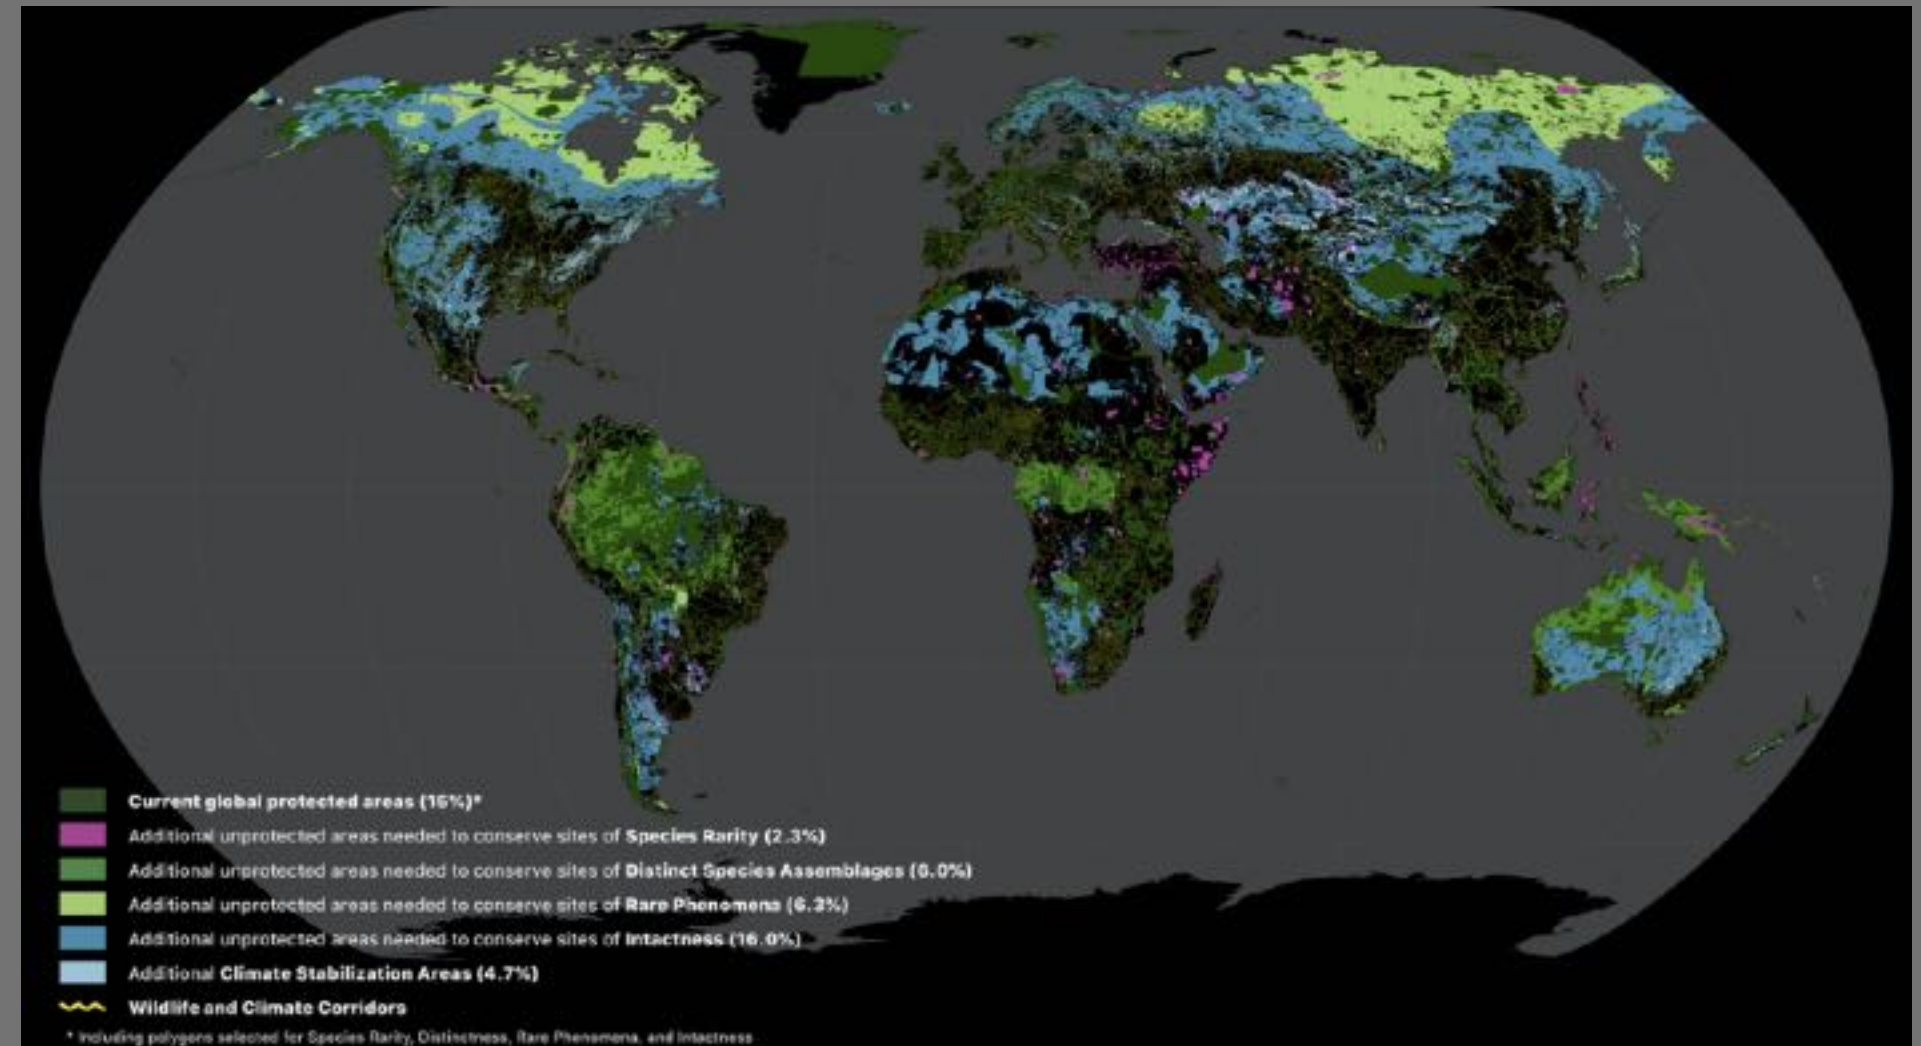 Current global protected areas (15%)*
Additional unprotected areas needed to conserve sites of Species Rarity (2.3%)
Additional unprotected areas needed to conserve sites of Distinct Species Assemblages (6.0%)
Additional unprotected areas needed to conserve sites of Rare Phenomena (6.3%)
Additional unprotected areas needed to conserve sites of Intactness (16.0%)
Additional Climate Stabilization Areas (4.7%)
Wildlife and Climate Corridors
* Including polygons selected for Species Rarity, Distinctness, Rare Phenomena, and Intactness